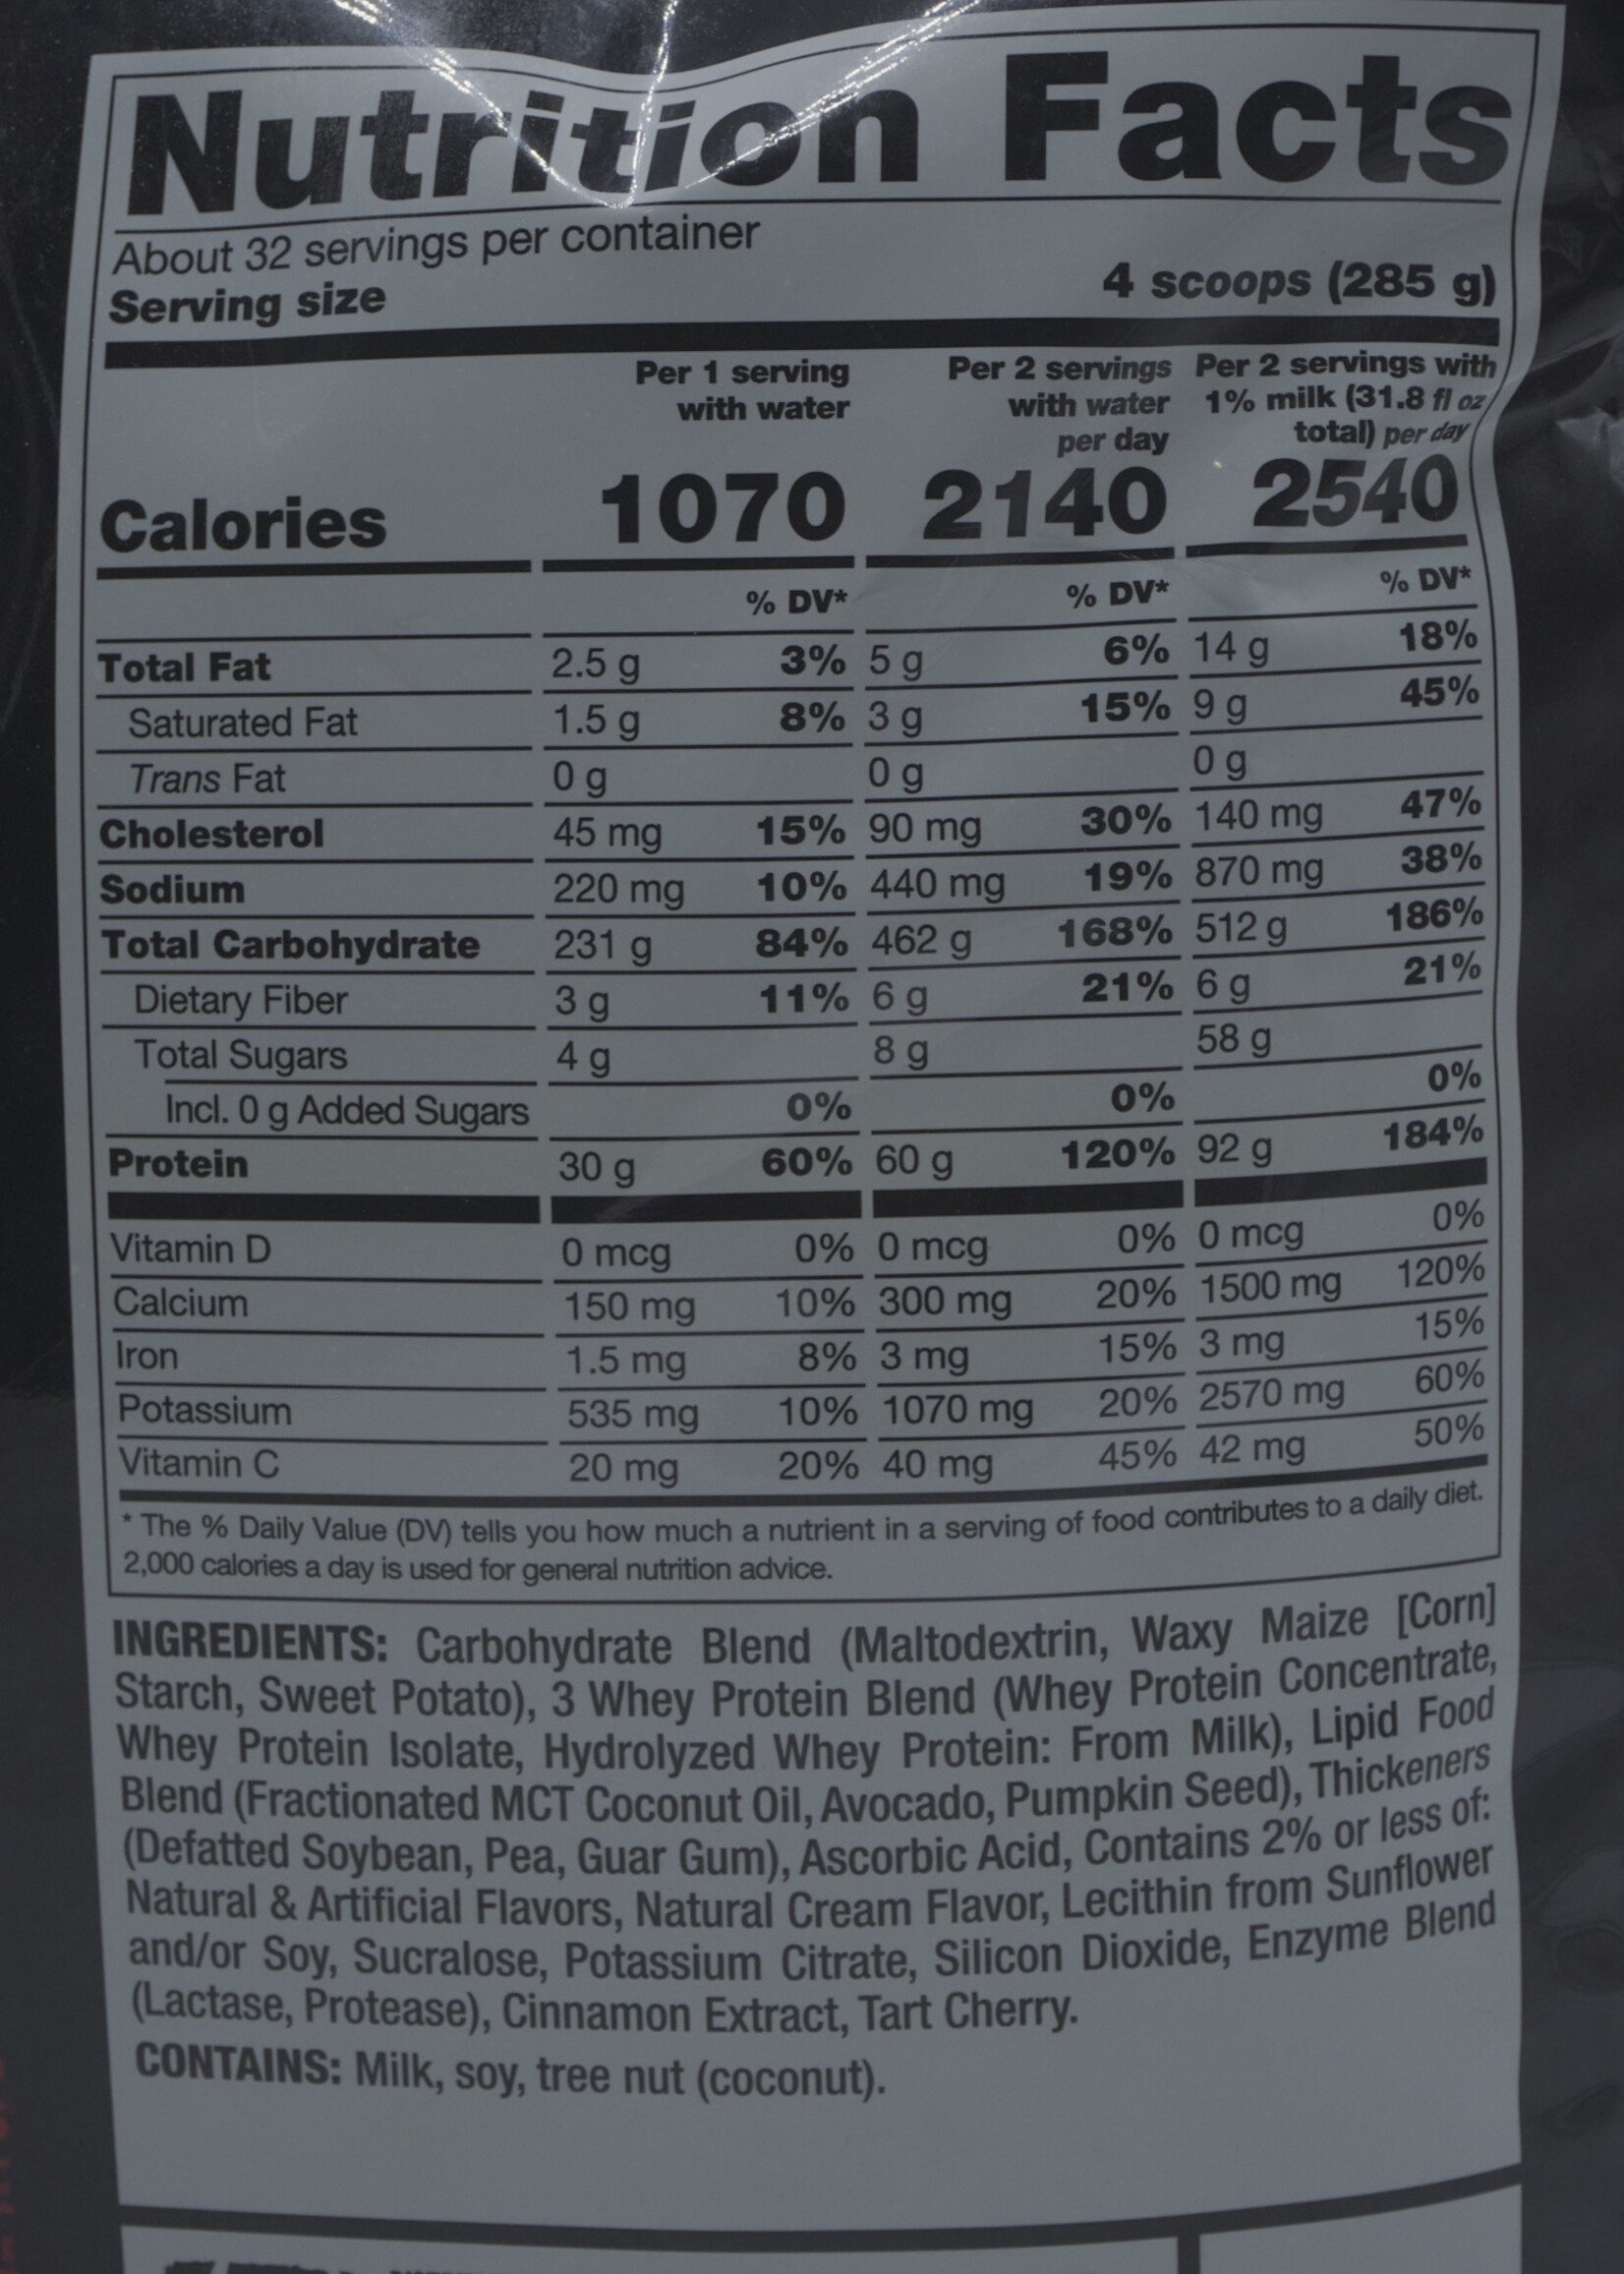 Nutrition Facts
About 32 servings per container
Serving size 4 scoops (285 g)
Per 1 serving with water Per 2 servings with water per day Per 2 servings with 1% milk (31.8 fl oz total) per day
Calories 1070 2140 2540
% DV* % DV* % DV*
Total Fat 2.5 g 3% 5 g 6% 14 g 18%
Saturated Fat 1.5 g 8% 3 g 15% 9 g 45%
Trans Fat 0 g 0 g 0 g
Cholesterol 45 mg 15% 90 mg 30% 140 mg 47%
Sodium 220 mg 10% 440 mg 19% 870 mg 38%
Total Carbohydrate 231 g 84% 462 g 168% 512 g 186%
Dietary Fiber 3 g 11% 6 g 21% 6 g 21%
Total Sugars 4 g 8 g 58 g
Incl. 0 g Added Sugars 0% 0% 0%
Protein 30 g 60% 60 g 120% 92 g 184%
Vitamin D 0 mcg 0% 0 mcg 0% 0 mcg 0%
Calcium 150 mg 10% 300 mg 20% 1500 mg 120%
Iron 1.5 mg 8% 3 mg 15% 3 mg 15%
Potassium 535 mg 10% 1070 mg 20% 2570 mg 60%
Vitamin C 20 mg 20% 40 mg 45% 42 mg 50%
* The % Daily Value (DV) tells you how much a nutrient in a serving of food contributes to a daily diet.
2,000 calories a day is used for general nutrition advice.
INGREDIENTS: Carbohydrate Blend (Maltodextrin, Waxy Maize [Corn]
Starch, Sweet Potato), 3 Whey Protein Blend (Whey Protein Concentrate,
Whey Protein Isolate, Hydrolyzed Whey Protein: From Milk), Lipid Food
Blend (Fractionated MCT Coconut Oil, Avocado, Pumpkin Seed), Thickeners
(Defatted Soybean, Pea, Guar Gum), Ascorbic Acid, Contains 2% or less of:
Natural & Artificial Flavors, Natural Cream Flavor, Lecithin from Sunflower
and/or Soy, Sucralose, Potassium Citrate, Silicon Dioxide, Enzyme Blend
(Lactase, Protease), Cinnamon Extract, Tart Cherry.
CONTAINS: Milk, soy, tree nut (coconut).